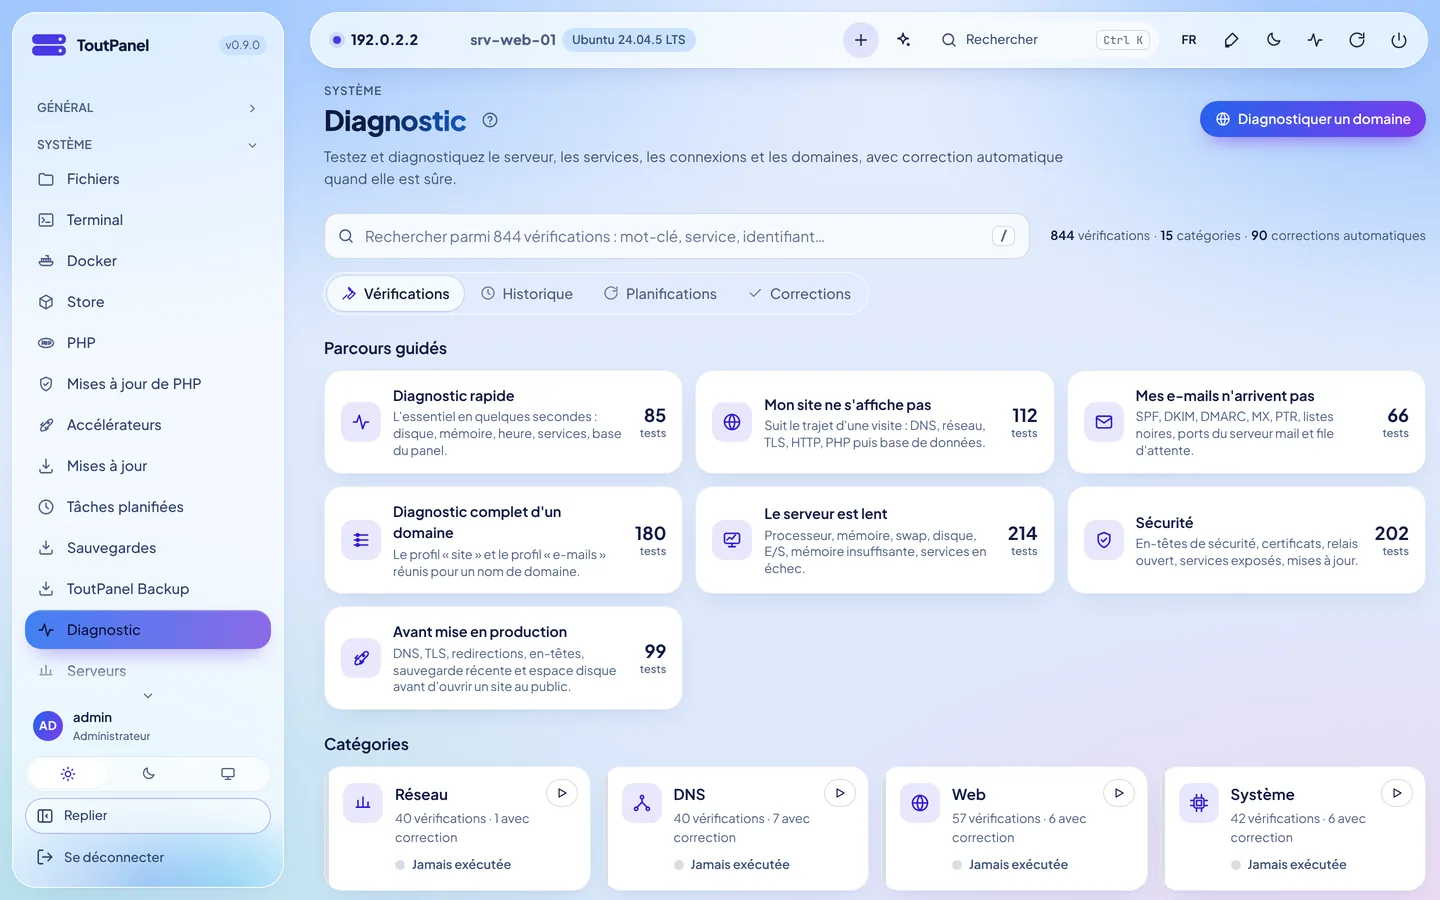 ToutPanel
v0.9.0
GÉNÉRAL
SYSTÈME
Fichiers
Terminal
Docker
Store
PHP
Mises à jour de PHP
Accélérateurs
Mises à jour
Tâches planifiées
Sauvegardes
ToutPanel Backup
Diagnostic
Serveurs
AD
admin
Administrateur
Replier
Se déconnecter
192.0.2.2
srv-web-01
Ubuntu 24.04.5 LTS
Rechercher
Ctrl K
FR
SYSTÈME
Diagnostic
Diagnostiquer un domaine
Testez et diagnostiquez le serveur, les services, les connexions et les domaines, avec correction automatique
quand elle est sûre.
Rechercher parmi 844 vérifications : mot-clé, service, identifiant…
/
844 vérifications · 15 catégories · 90 corrections automatiques
Vérifications
Historique
Planifications
Corrections
Parcours guidés
Diagnostic rapide
L'essentiel en quelques secondes :
disque, mémoire, heure, services, base
du panel.
85
tests
Mon site ne s'affiche pas
Suit le trajet d'une visite : DNS, réseau,
TLS, HTTP, PHP puis base de données.
112
tests
Mes e-mails n'arrivent pas
SPF, DKIM, DMARC, MX, PTR, listes
noires, ports du serveur mail et file
d'attente.
66
tests
Diagnostic complet d'un
domaine
Le profil « site » et le profil « e-mails »
réunis pour un nom de domaine.
180
tests
Le serveur est lent
Processeur, mémoire, swap, disque,
E/S, mémoire insuffisante, services en
échec.
214
tests
Sécurité
En-têtes de sécurité, certificats, relais
ouvert, services exposés, mises à jour.
202
tests
Avant mise en production
DNS, TLS, redirections, en-têtes,
sauvegarde récente et espace disque
avant d'ouvrir un site au public.
99
tests
Catégories
Réseau
40 vérifications · 1 avec
correction
Jamais exécutée
DNS
40 vérifications · 7 avec
correction
Jamais exécutée
Web
57 vérifications · 6 avec
correction
Jamais exécutée
Système
42 vérifications · 6 avec
correction
Jamais exécutée